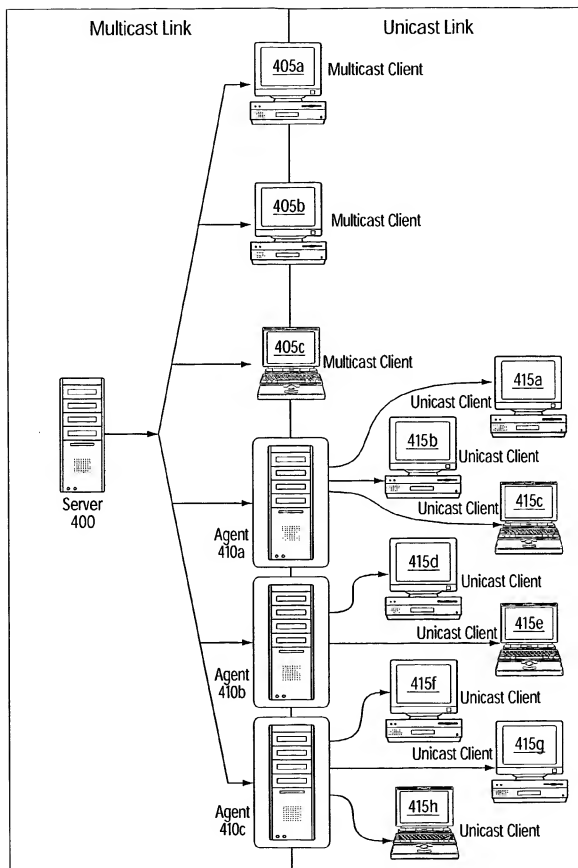 Multicast Link
Unicast Link
405a
Multicast Client
405b
Multicast Client
405c
Multicast Client
Server
400
Agent
410a
415a
Unicast Client
415b
Unicast Client
415c
Unicast Client
Agent
410b
415d
Unicast Client
415e
Unicast Client
Agent
410c
415f
Unicast Client
415g
Unicast Client
415h
Unicast Client